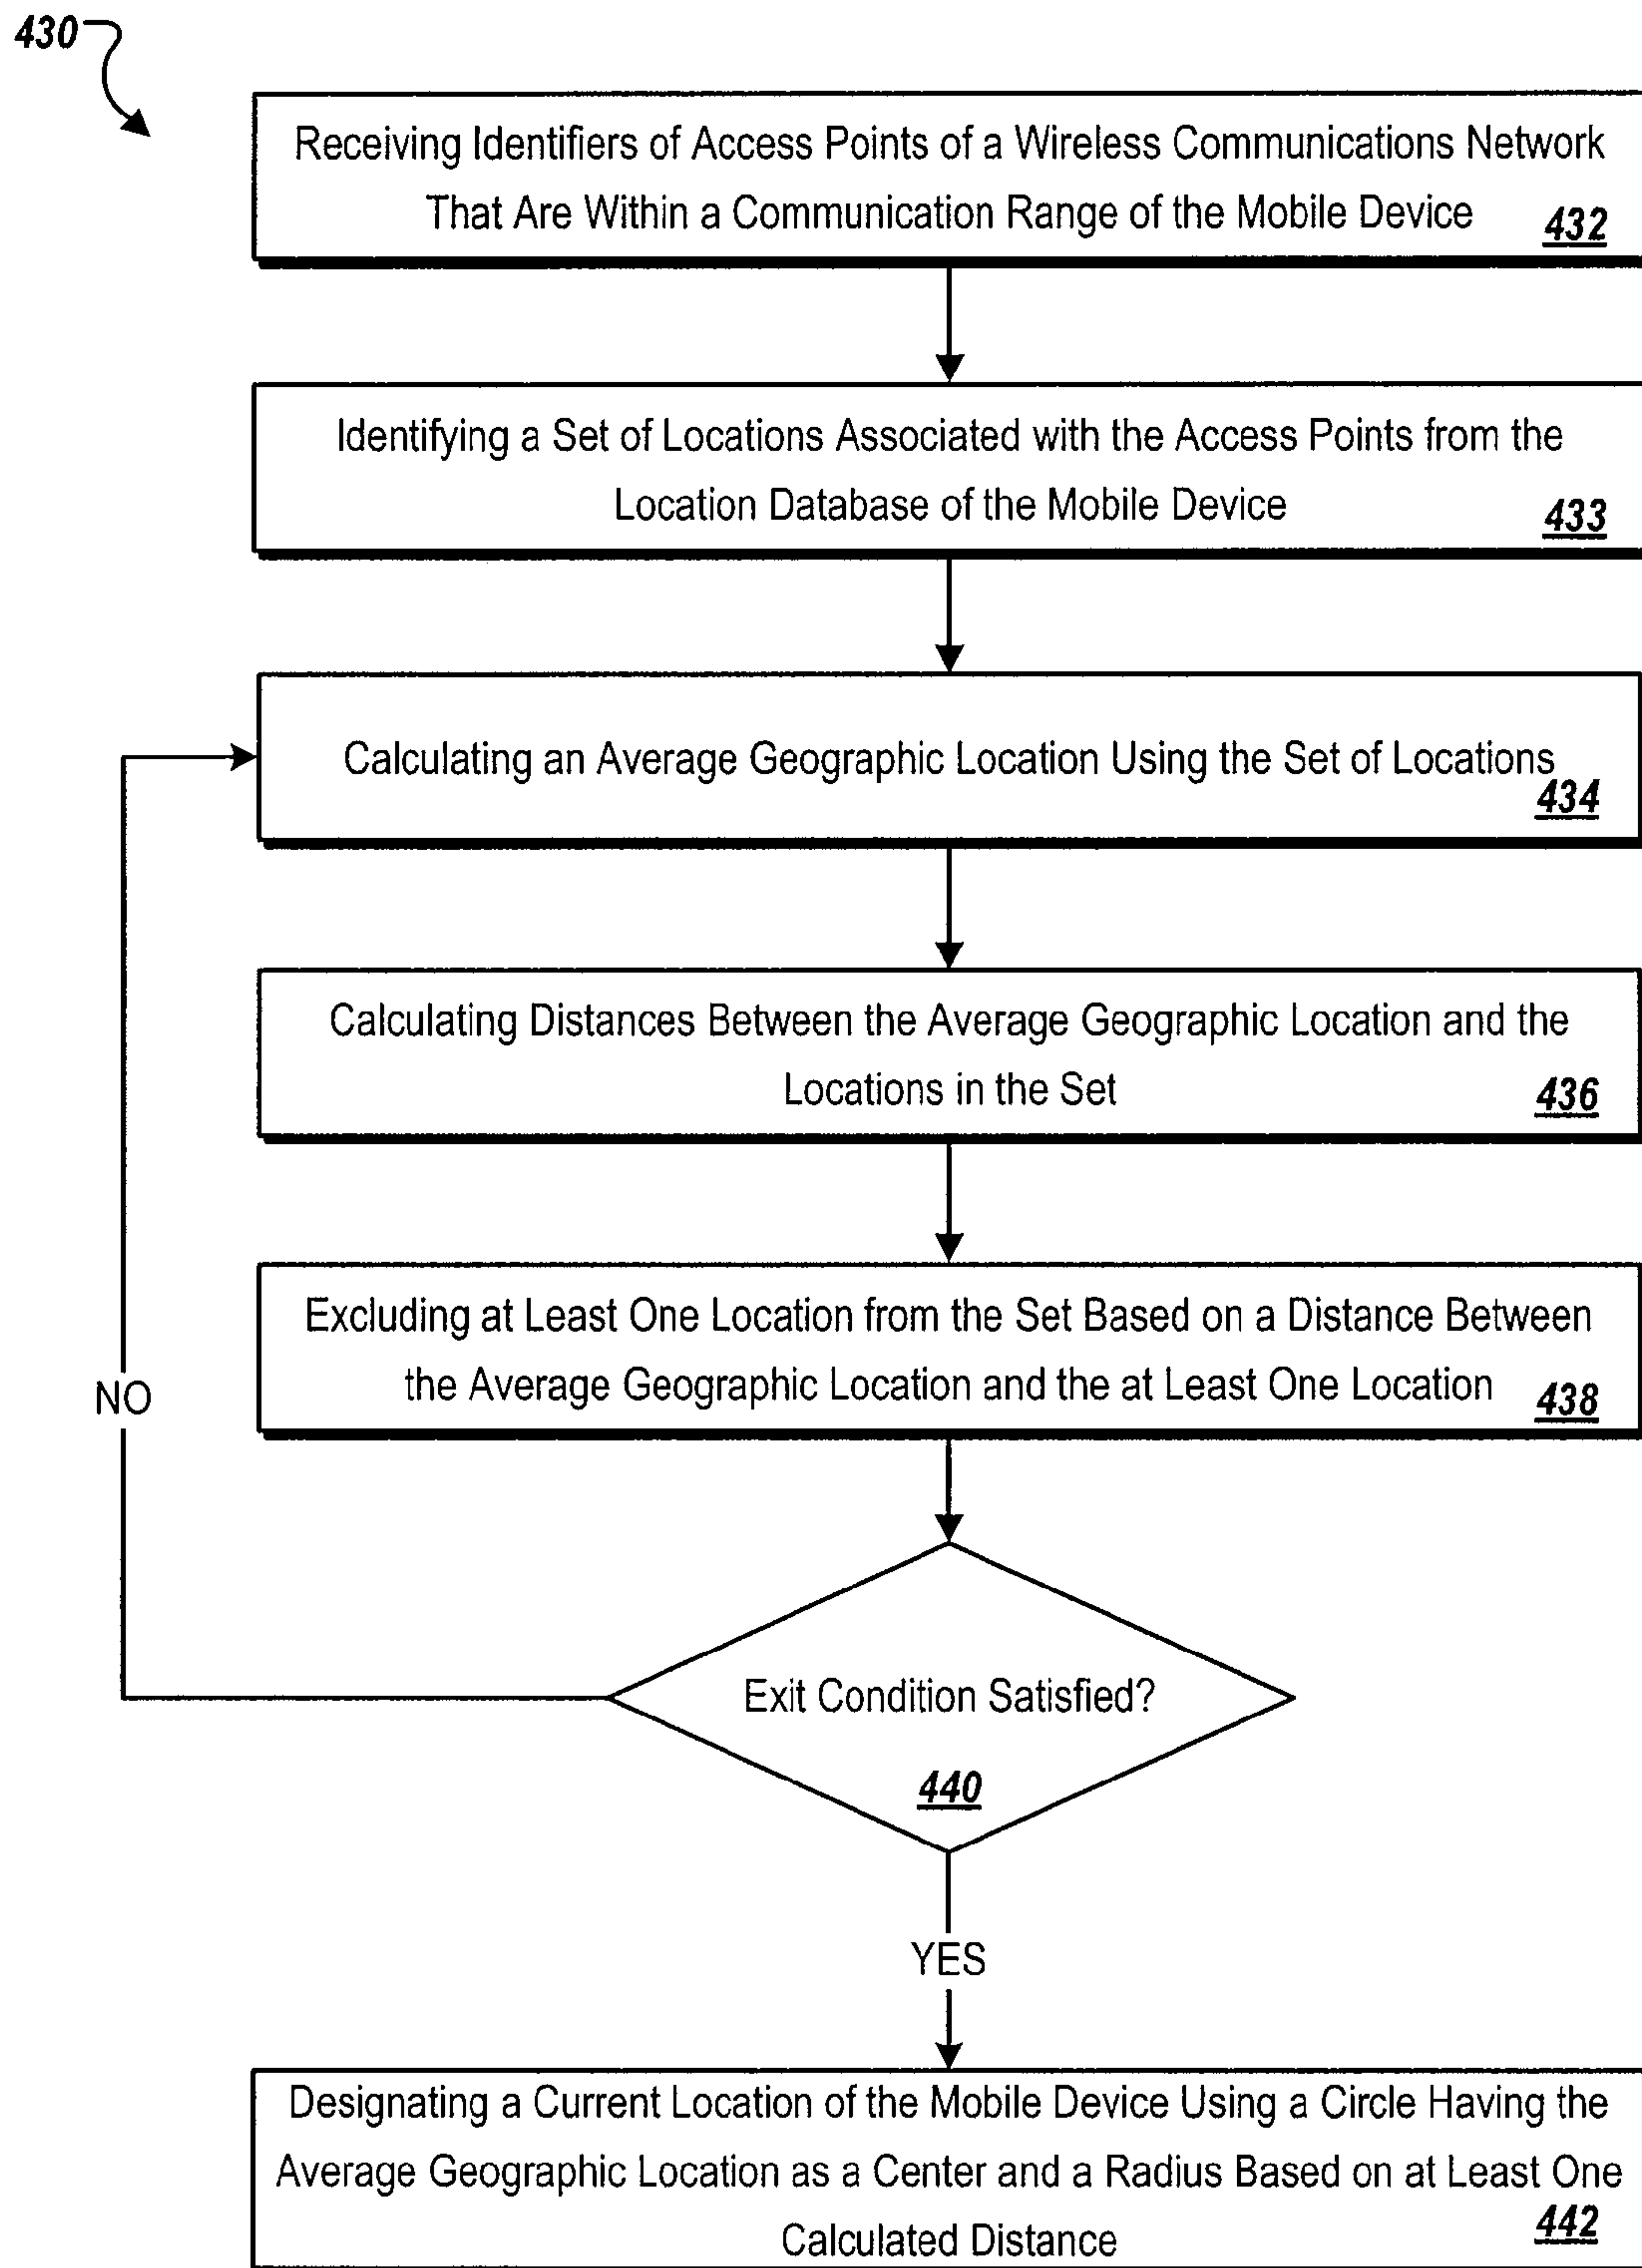 430
Receiving Identifiers of Access Points of a Wireless Communications Network
That Are Within a Communication Range of the Mobile Device 432
Identifying a Set of Locations Associated with the Access Points from the
Location Database of the Mobile Device 433
Calculating an Average Geographic Location Using the Set of Locations
434
Calculating Distances Between the Average Geographic Location and the
Locations in the Set 436
Excluding at Least One Location from the Set Based on a Distance Between
the Average Geographic Location and the at Least One Location 438
NO
Exit Condition Satisfied?
440
YES
Designating a Current Location of the Mobile Device Using a Circle Having the
Average Geographic Location as a Center and a Radius Based on at Least One
Calculated Distance 442